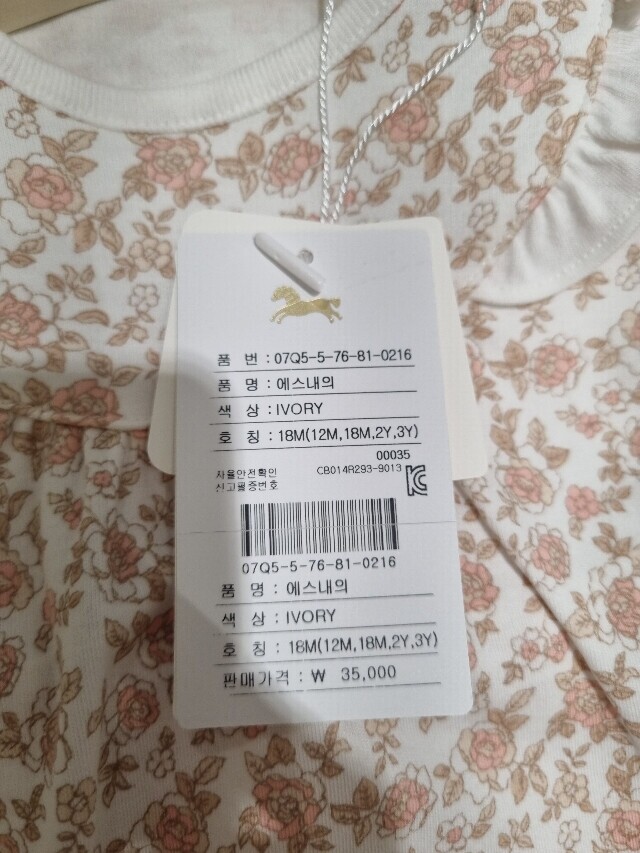 품 번 : 07Q5-5-76-81-0216
품 명 : 에스내의
색 상 : IVORY
호 칭 : 18M(12M,18M,2Y,3Y)
00035
자율안전확인 CB014R293-9013
신고필증번호
07Q5-5-76-81-0216
품 명 : 에스내의
색 상 : IVORY
호 칭 : 18M(12M,18M,2Y,3Y)
판매가격 : ₩ 35,000